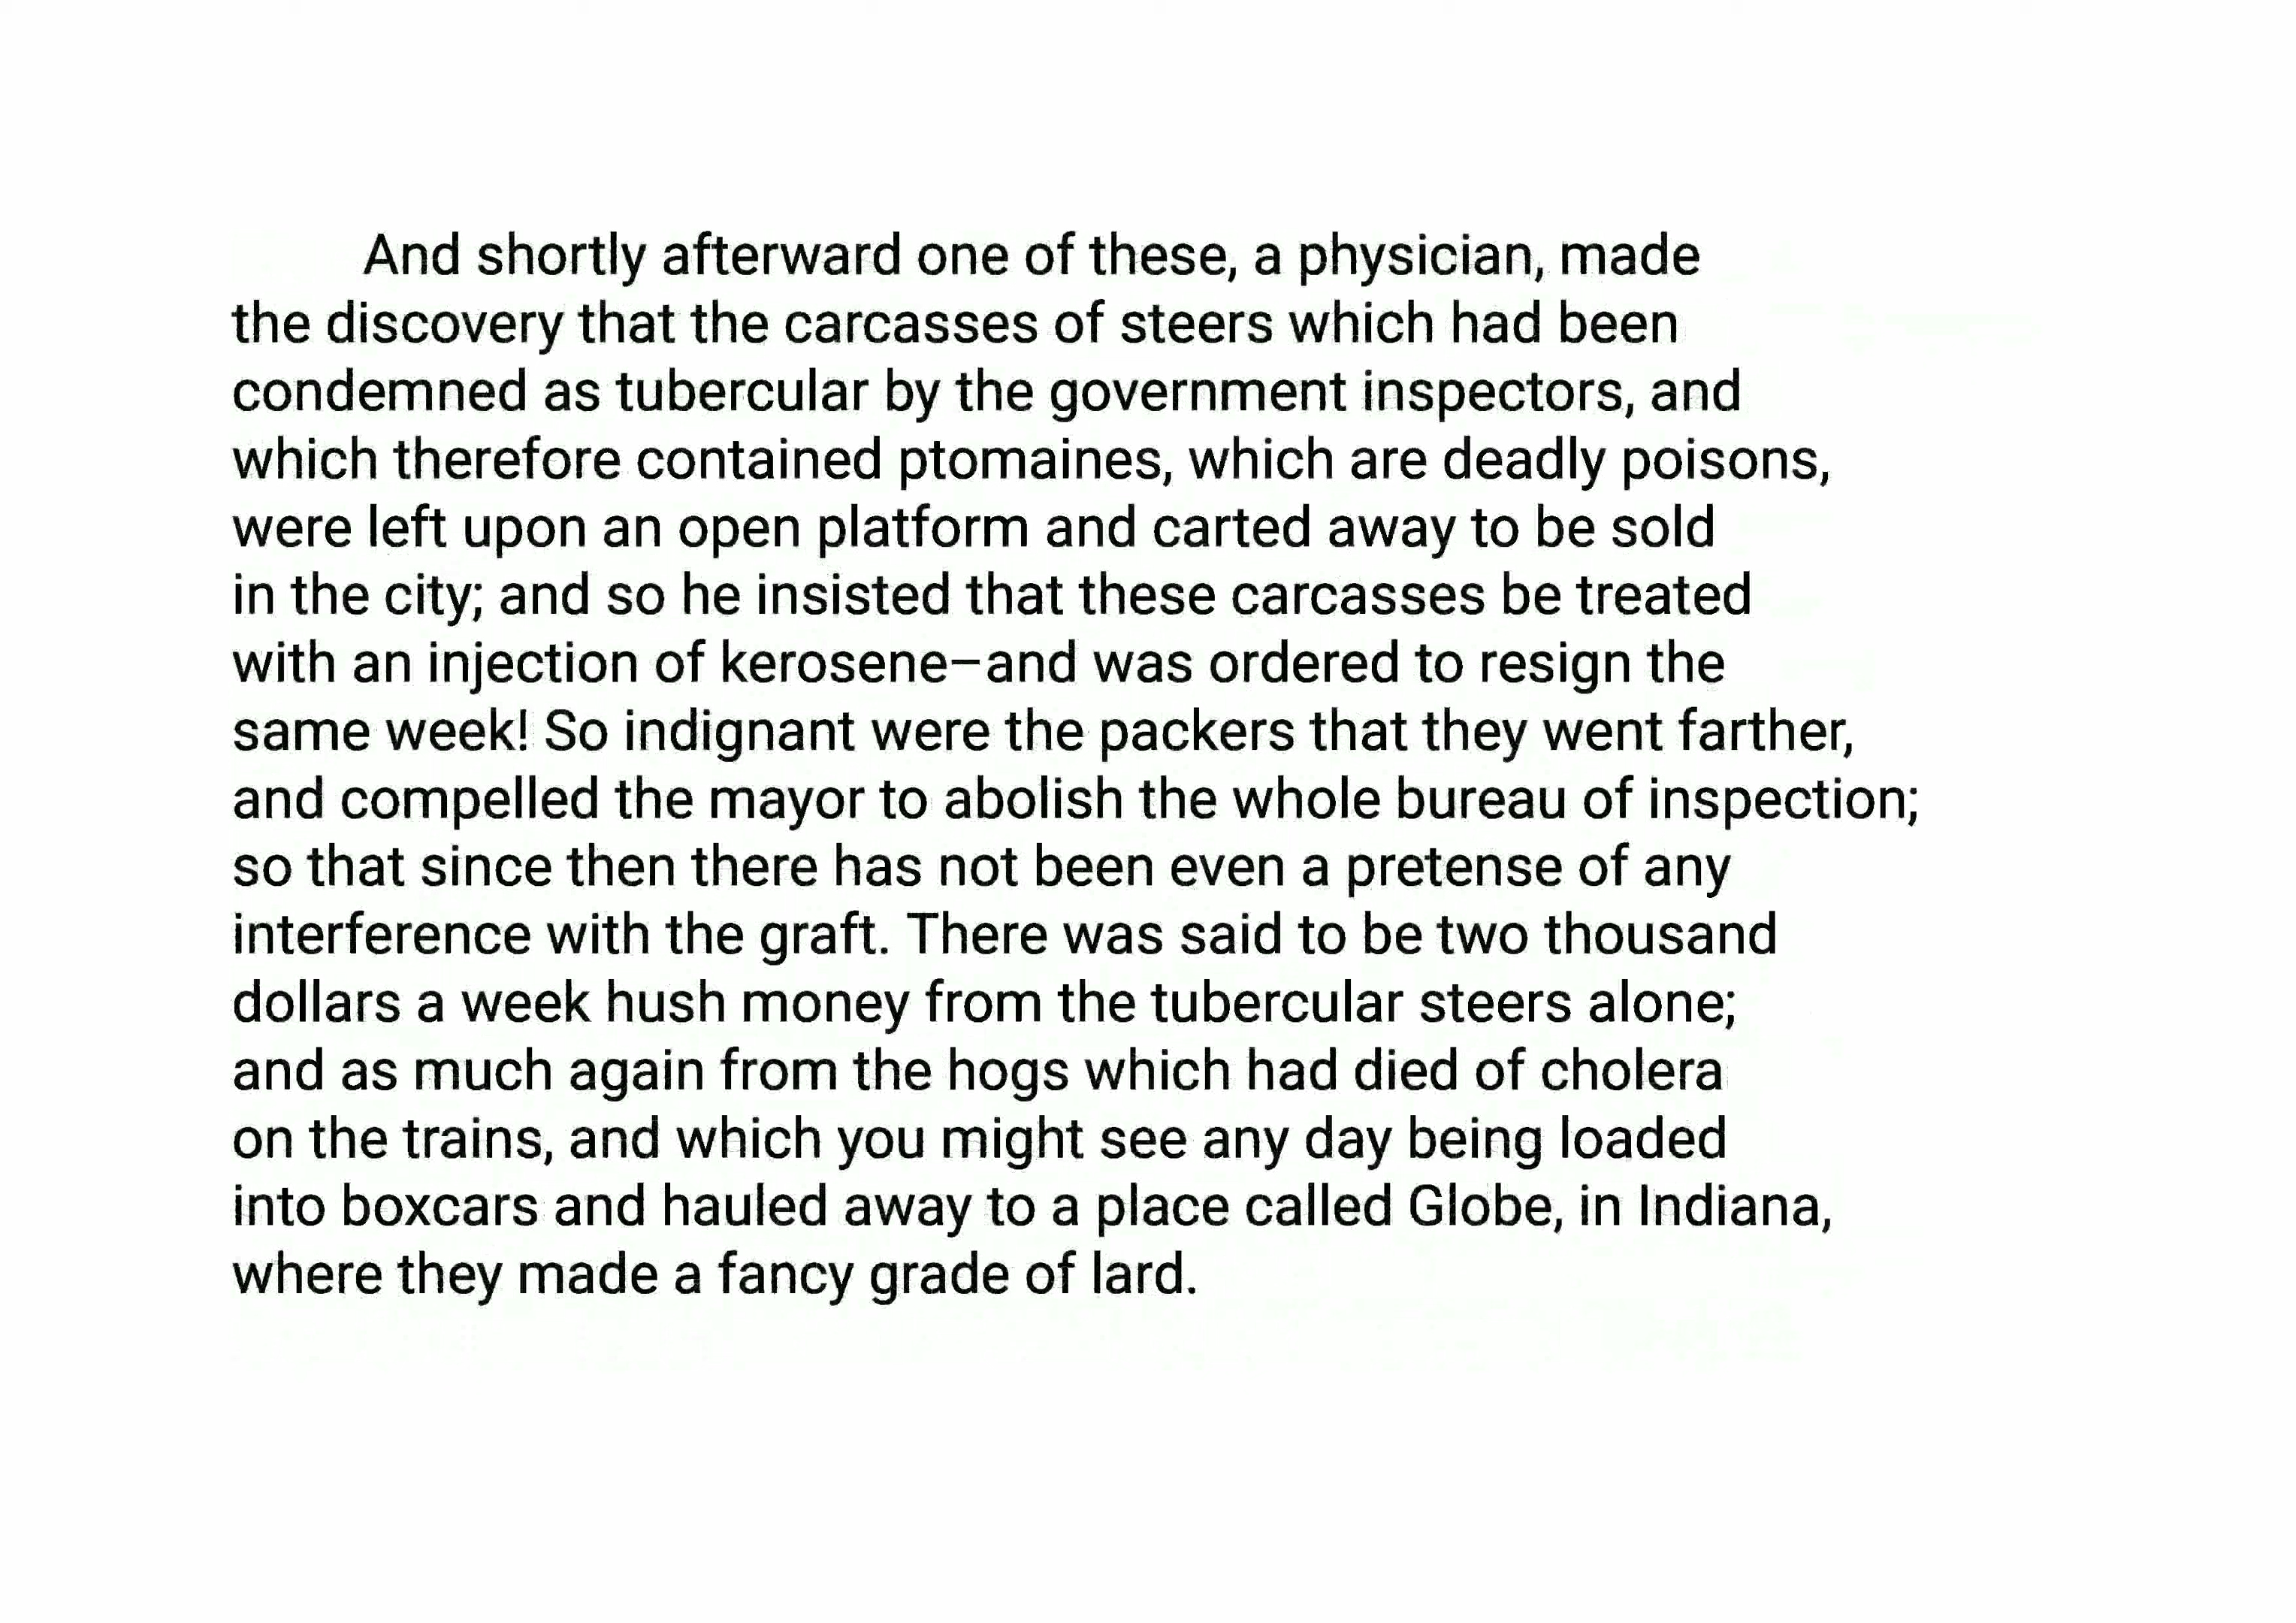 And shortly afterward one of these, a physician, made
the discovery that the carcasses of steers which had been
condemned as tubercular by the government inspectors, and
which therefore contained ptomaines, which are deadly poisons,
were left upon an open platform and carted away to be sold
in the city; and so he insisted that these carcasses be treated
with an injection of kerosene—and was ordered to resign the
same week! So indignant were the packers that they went farther,
and compelled the mayor to abolish the whole bureau of inspection;
so that since then there has not been even a pretense of any
interference with the graft. There was said to be two thousand
dollars a week hush money from the tubercular steers alone;
and as much again from the hogs which had died of cholera
on the trains, and which you might see any day being loaded
into boxcars and hauled away to a place called Globe, in Indiana,
where they made a fancy grade of lard.